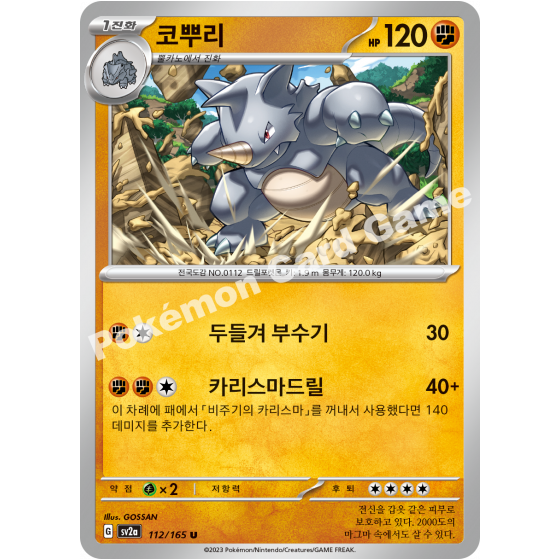 1진화
코뿌리
HP 120
뿔카노에서 진화
전국도감 NO.0112 드릴포켓몬 키: 1.9 m 몸무게: 120.0 kg
두들겨 부수기 30
카리스마드릴 40+
이 차례에 패에서 「비주기의 카리스마」를 꺼내서 사용했다면 140
데미지를 추가한다.
약점 ×2 저항력 후퇴
Illus. GOSSAN
G sv2a 112/165 U
전신을 갑옷 같은 피부로
보호하고 있다. 2000도의
마그마 속에서도 살 수 있다.
©2023 Pokémon/Nintendo/Creatures/GAME FREAK.
Pokémon Card Game